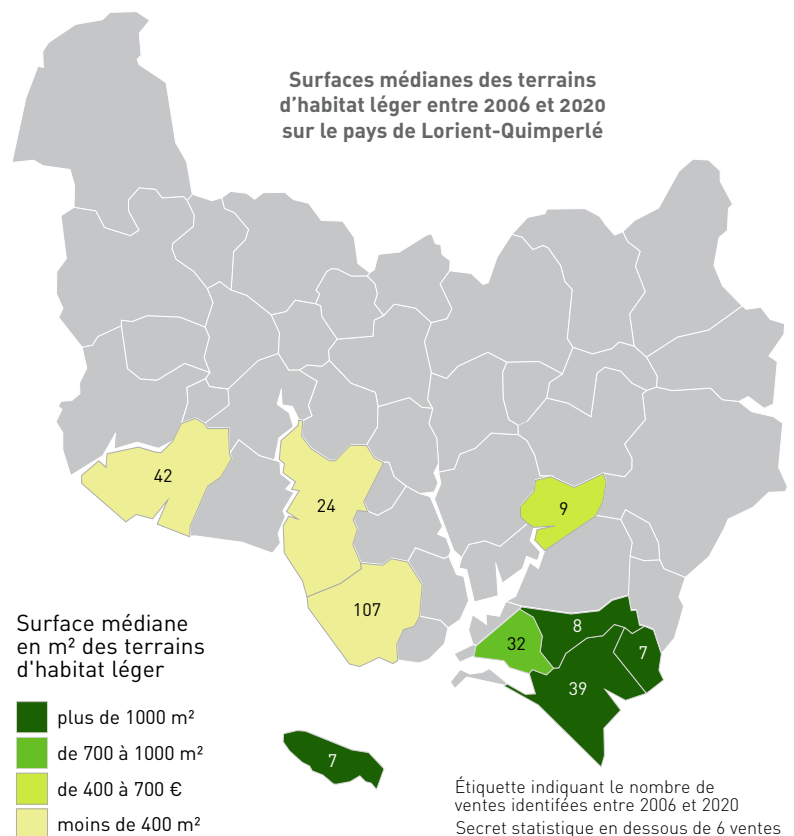 Surfaces médianes des terrains
d'habitat léger entre 2006 et 2020
sur le pays de Lorient-Quimperlé
42
24
9
107
8
32
7
39
7
Surface médiane
en m² des terrains
d'habitat léger
plus de 1000 m²
de 700 à 1000 m²
de 400 à 700 €
moins de 400 m²
Étiquette indiquant le nombre de
ventes identifées entre 2006 et 2020
Secret statistique en dessous de 6 ventes